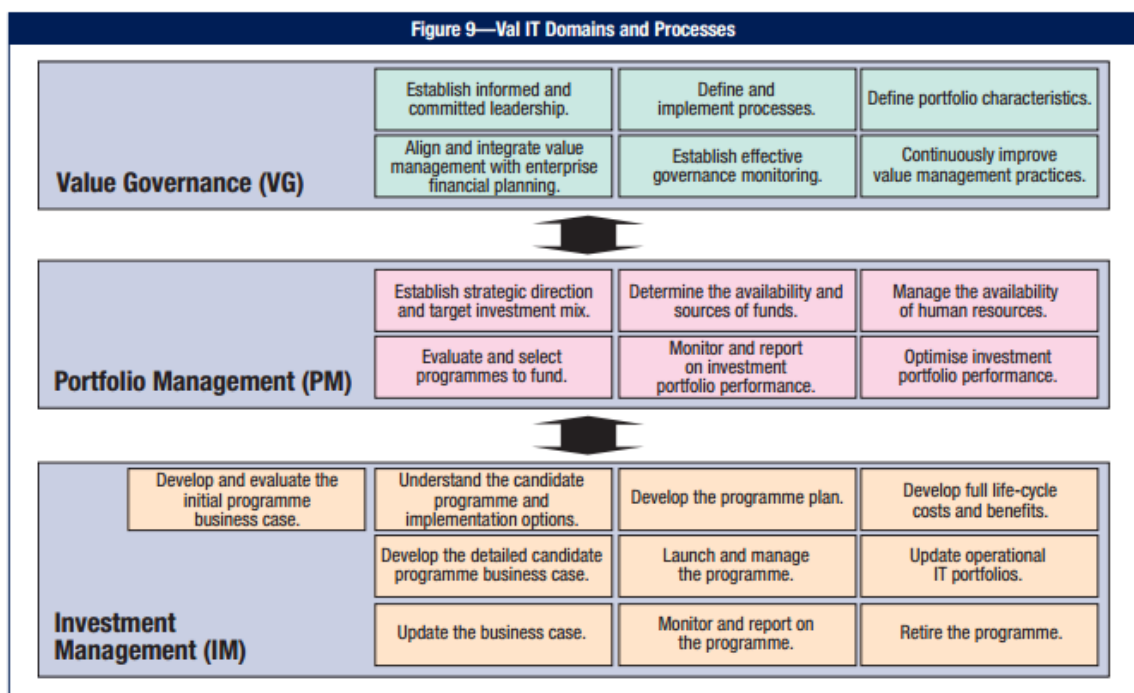 Figure 9—Val IT Domains and Processes
Value Governance (VG)
Establish informed and
committed leadership.
Define and
implement processes.
Define portfolio characteristics.
Align and integrate value
management with enterprise
financial planning.
Establish effective
governance monitoring.
Continuously improve
value management practices.
Portfolio Management (PM)
Establish strategic direction
and target investment mix.
Determine the availability and
sources of funds.
Manage the availability
of human resources.
Evaluate and select
programmes to fund.
Monitor and report
on investment
portfolio performance.
Optimise investment
portfolio performance.
Investment
Management (IM)
Develop and evaluate the
initial programme
business case.
Understand the candidate
programme and
implementation options.
Develop the programme plan.
Develop full life-cycle
costs and benefits.
Develop the detailed candidate
programme business case.
Launch and manage
the programme.
Update operational
IT portfolios.
Update the business case.
Monitor and report on
the programme.
Retire the programme.